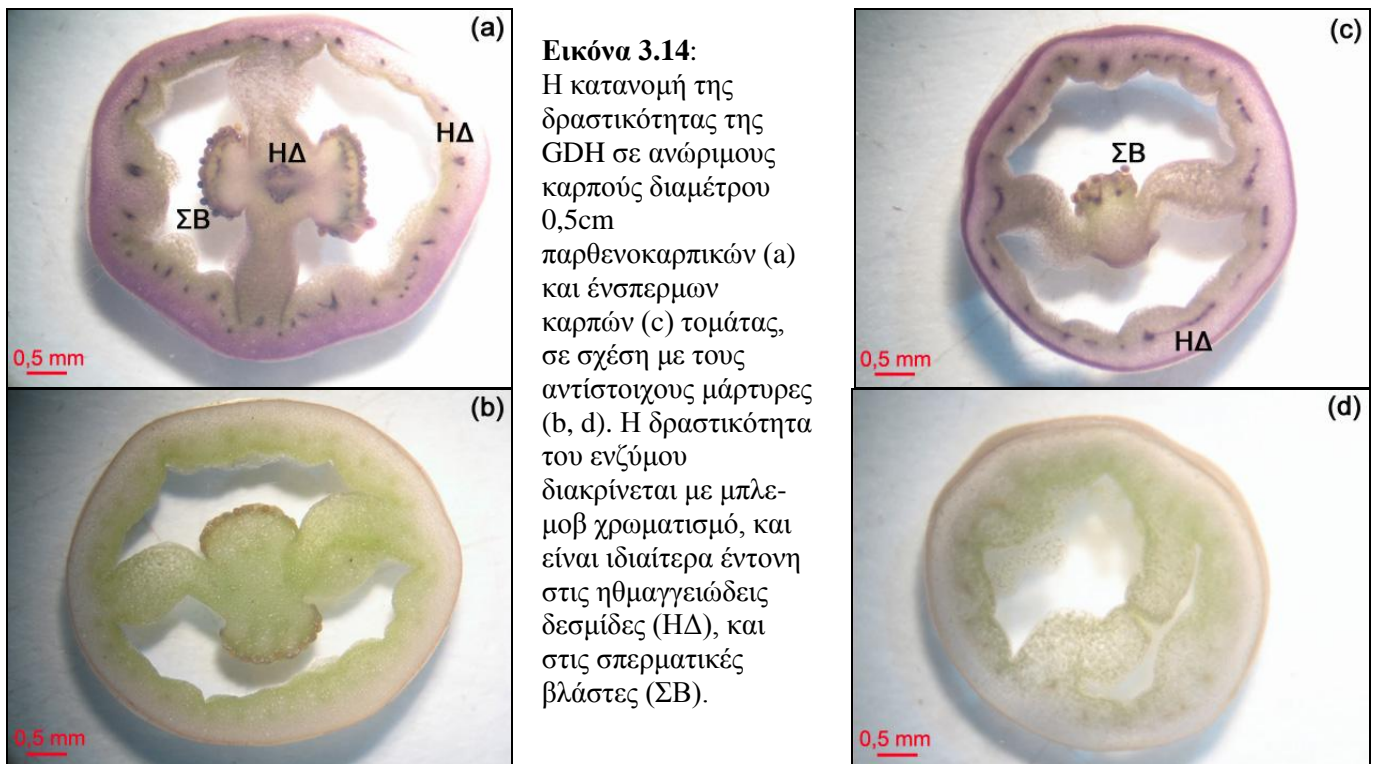 (a)
ΗΔ
ΗΔ
ΣΒ
0,5 mm
(b)
0,5 mm
Εικόνα 3.14:
Η κατανομή της
δραστικότητας της
GDH σε ανώριμους
καρπούς διαμέτρου
0,5cm
παρθενοκαρπικών (a)
και ένσπερμων
καρπών (c) τομάτας,
σε σχέση με τους
αντίστοιχους μάρτυρες
(b, d). Η δραστικότητα
του ενζύμου
διακρίνεται με μπλε-
μοβ χρωματισμό, και
είναι ιδιαίτερα έντονη
στις ηθμαγγειώδεις
δεσμίδες (ΗΔ), και
στις σπερματικές
βλάστες (ΣΒ).
(c)
ΣΒ
ΗΔ
0,5 mm
(d)
0,5 mm